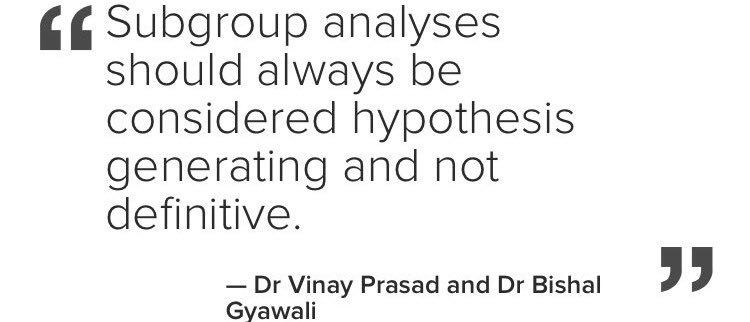 “ Subgroup analyses
should always be
considered hypothesis
generating and not
definitive.
— Dr Vinay Prasad and Dr Bishal
Gyawali ”